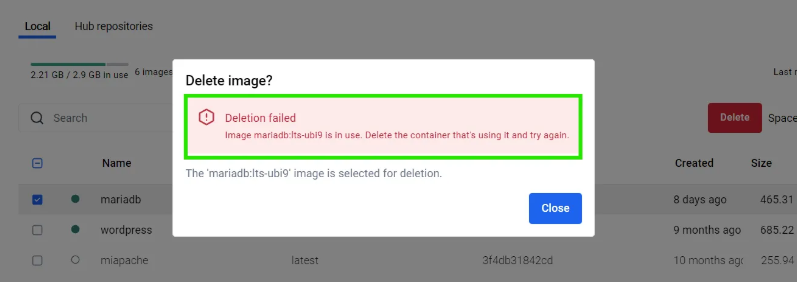 Local Hub repositories
2.21 GB / 2.9 GB in use 6 images
Last r
Delete image?
Deletion failed
Image mariadb:lts-ubi9 is in use. Delete the container that's using it and try again.
The 'mariadb:lts-ubi9' image is selected for deletion.
Close
Search
Delete Space
Name Created Size
mariadb 8 days ago 465.31
wordpress 9 months ago 685.22
miapache latest 3f4db31842cd 10 months ago 255.94